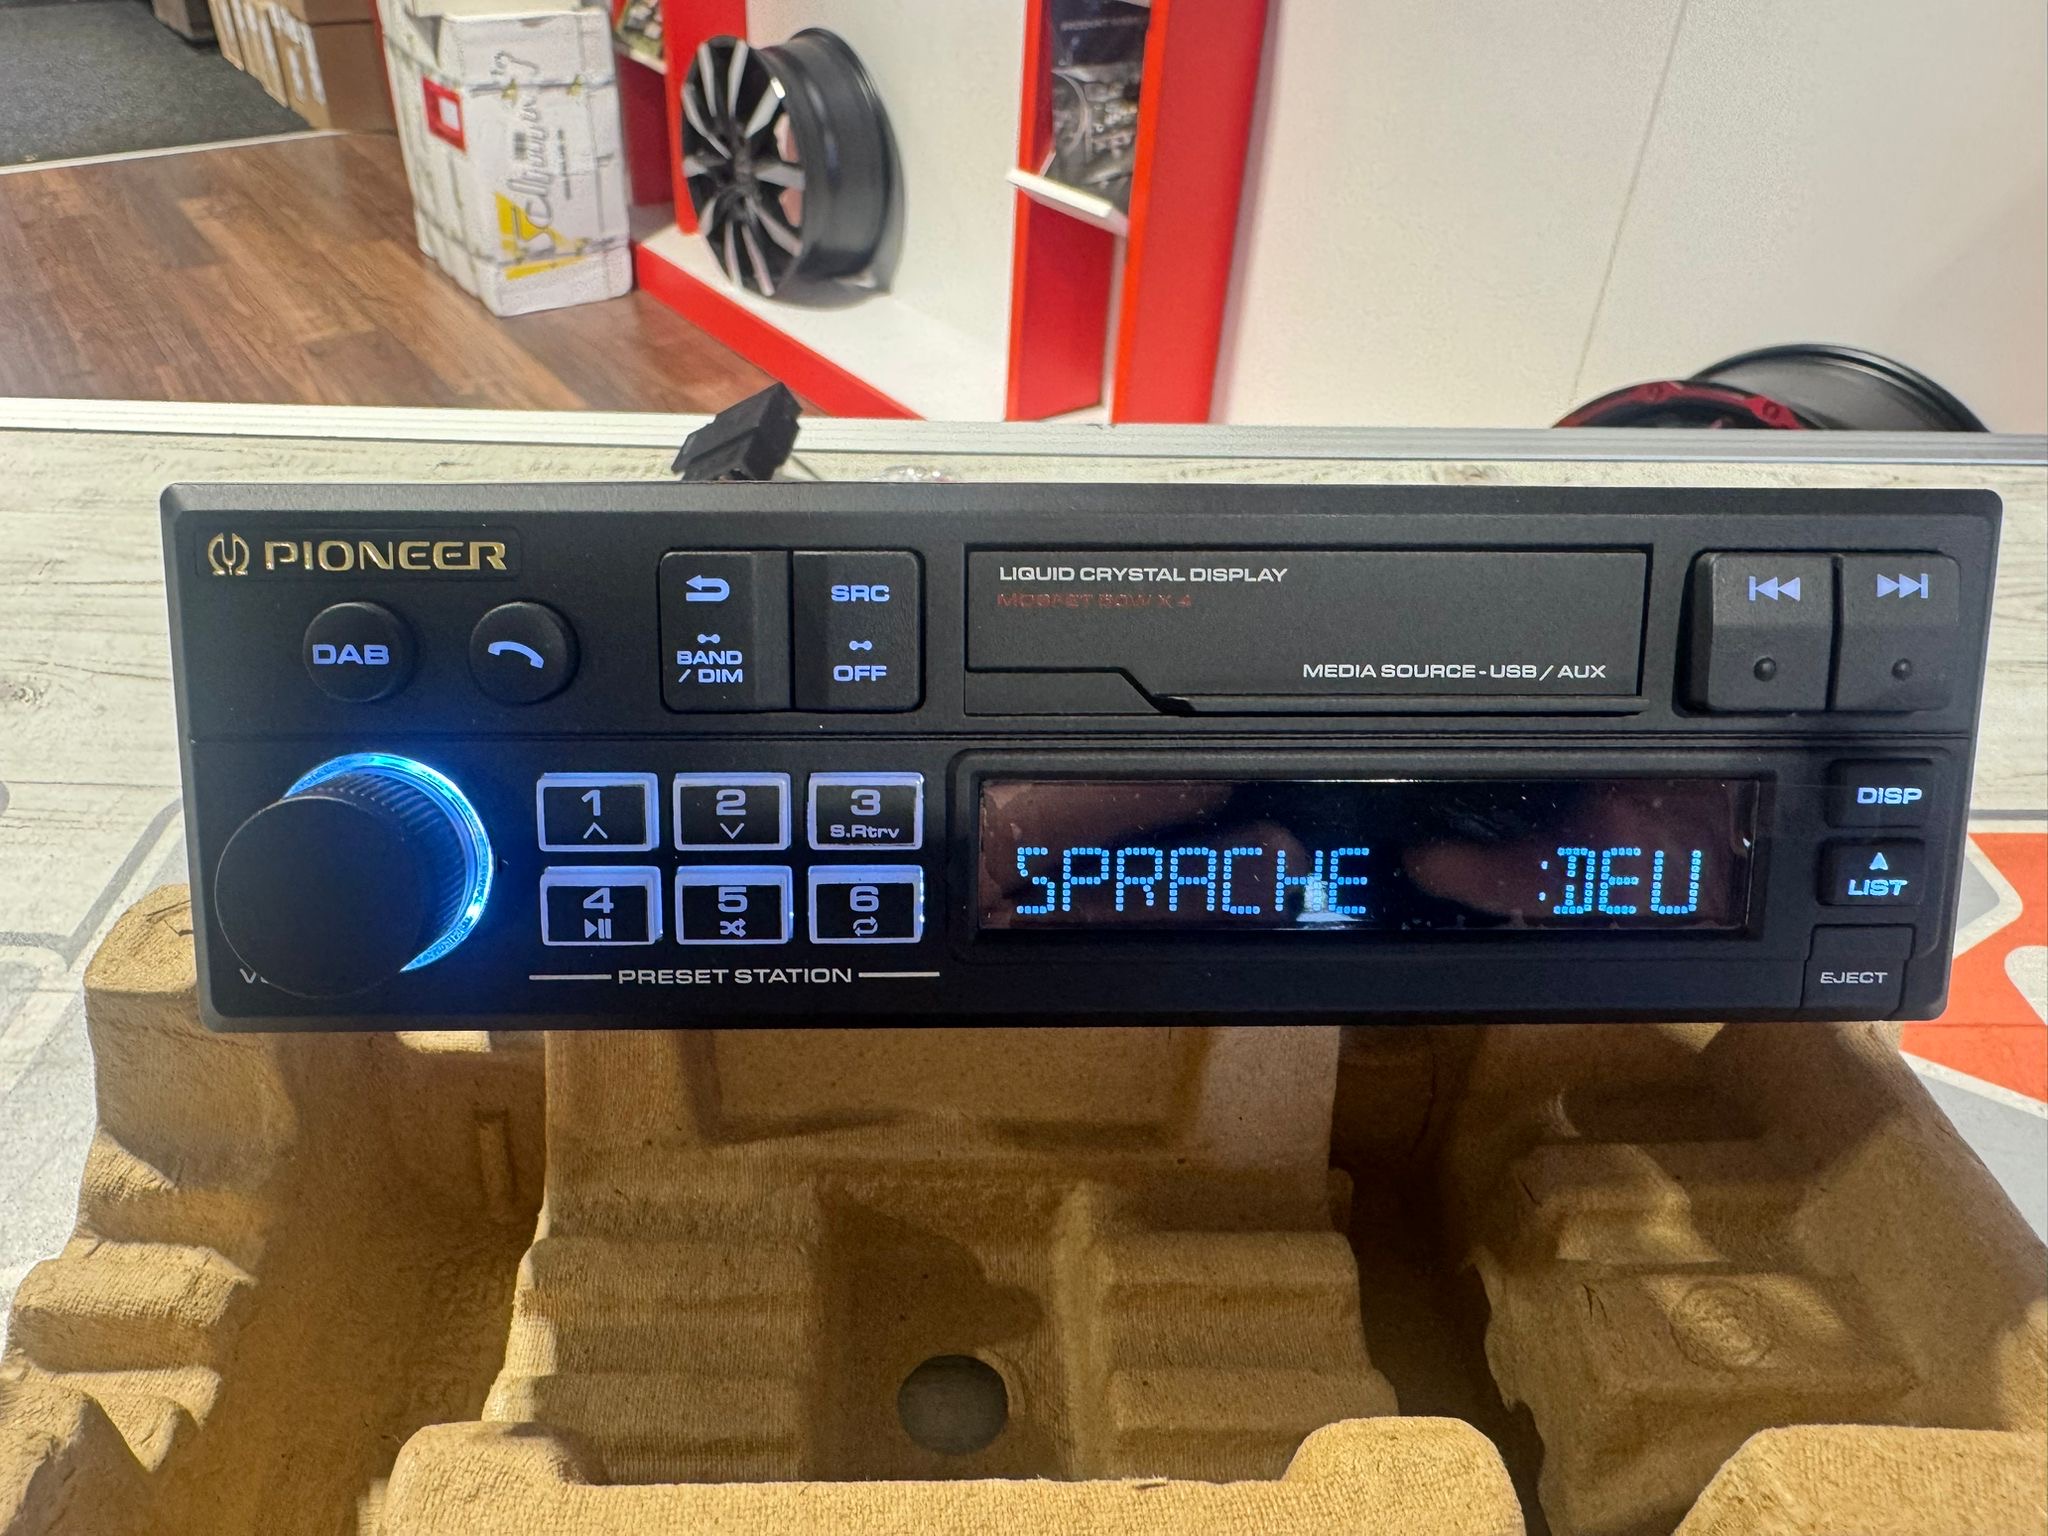 PIONEER
DAB
BAND
/ DIM
SRC
OFF
LIQUID CRYSTAL DISPLAY
MOSFET 50W X 4
MEDIA SOURCE - USB / AUX
1
2
3
S.Rtrv
4
5
6
PRESET STATION
SPRACHE :DEU
DISP
LIST
EJECT